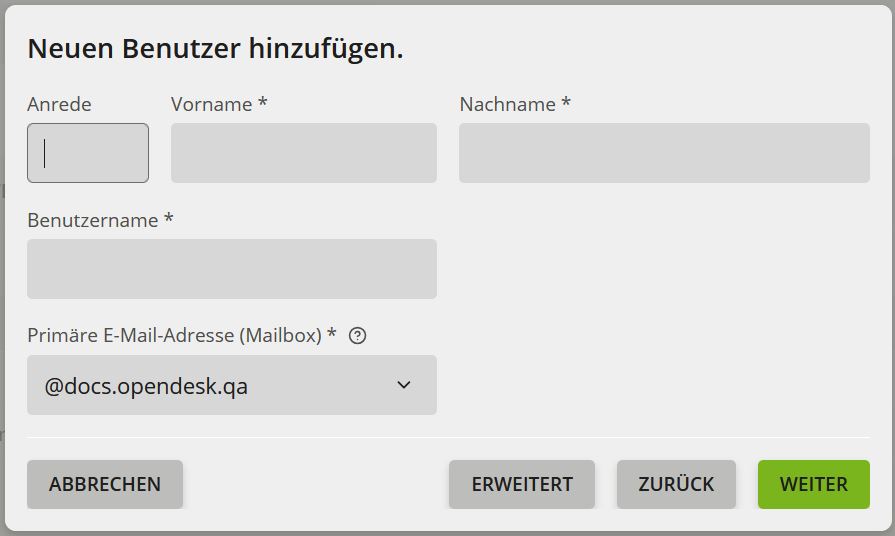 Neuen Benutzer hinzufügen.
Anrede Vorname * Nachname *
Benutzername *
Primäre E-Mail-Adresse (Mailbox) * ?
@docs.opendesk.qa
ABBRECHEN ERWEITERT ZURÜCK WEITER